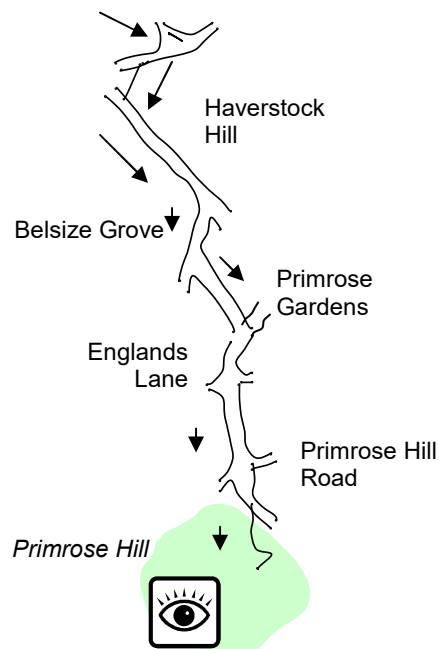 Haverstock
Hill
Belsize Grove
Primrose
Gardens
Englands
Lane
Primrose Hill
Road
Primrose Hill